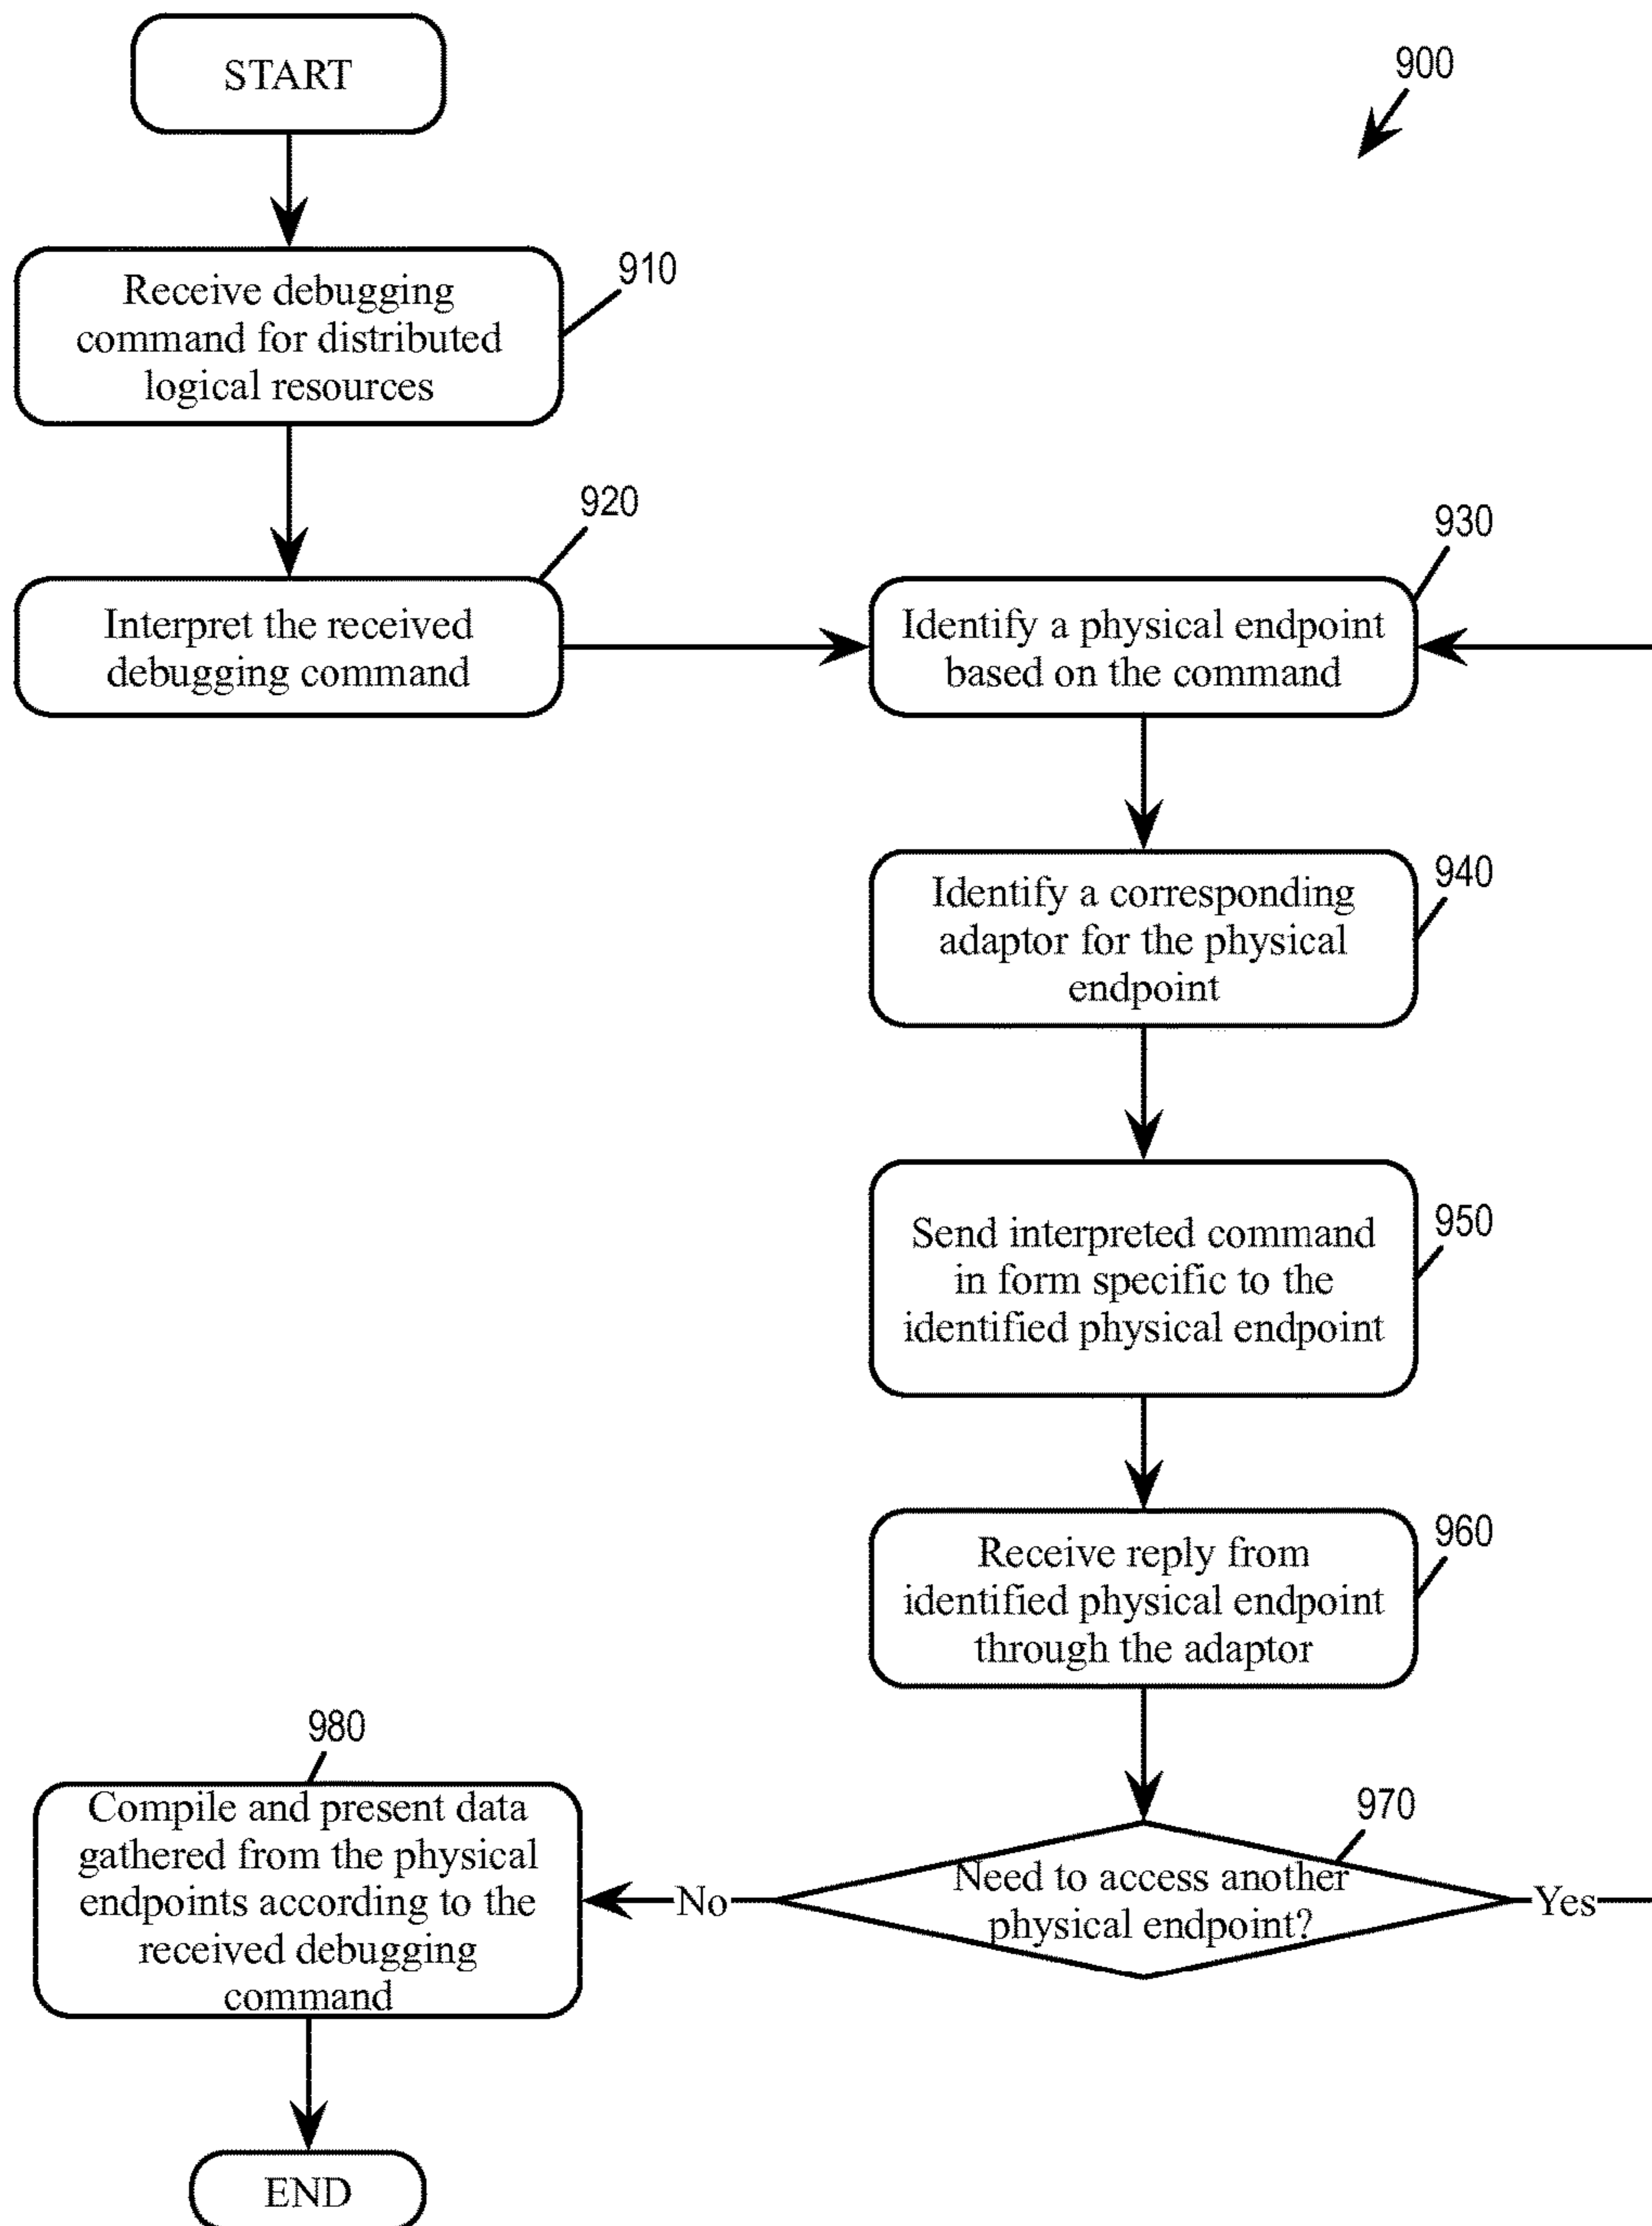 START
900
910
Receive debugging
command for distributed
logical resources
920
Interpret the received
debugging command
930
Identify a physical endpoint
based on the command
940
Identify a corresponding
adaptor for the physical
endpoint
950
Send interpreted command
in form specific to the
identified physical endpoint
960
Receive reply from
identified physical endpoint
through the adaptor
970
Need to access another
physical endpoint?
Yes
No
980
Compile and present data
gathered from the physical
endpoints according to the
received debugging
command
END